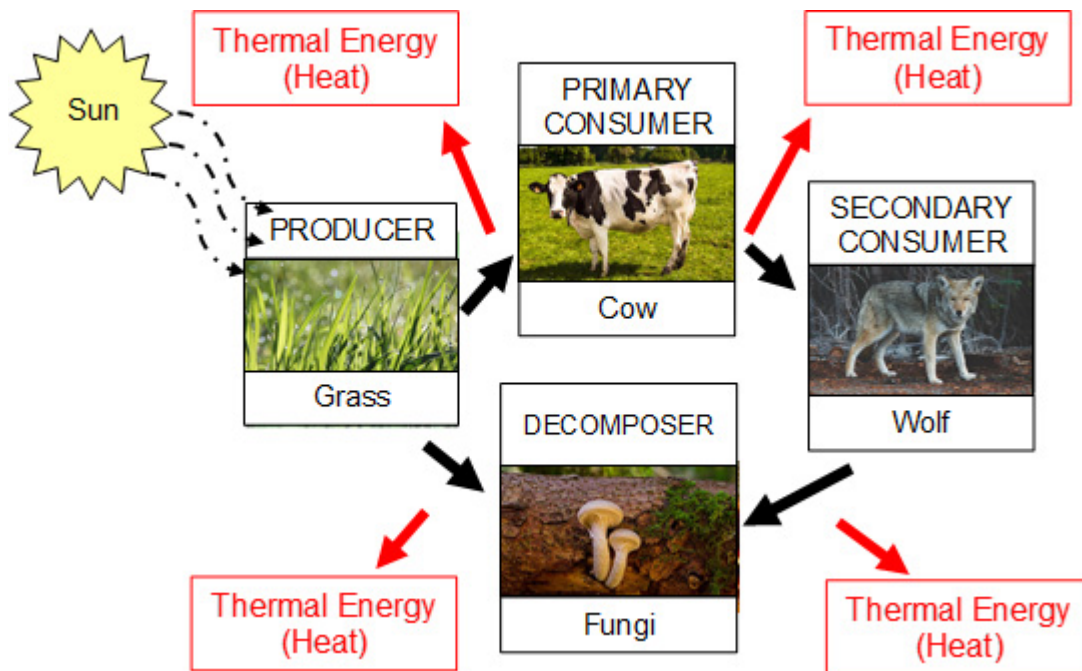 Thermal Energy
(Heat)
Thermal Energy
(Heat)
Sun
PRIMARY
CONSUMER
Cow
PRODUCER
Grass
SECONDARY
CONSUMER
Wolf
DECOMPOSER
Fungi
Thermal Energy
(Heat)
Thermal Energy
(Heat)